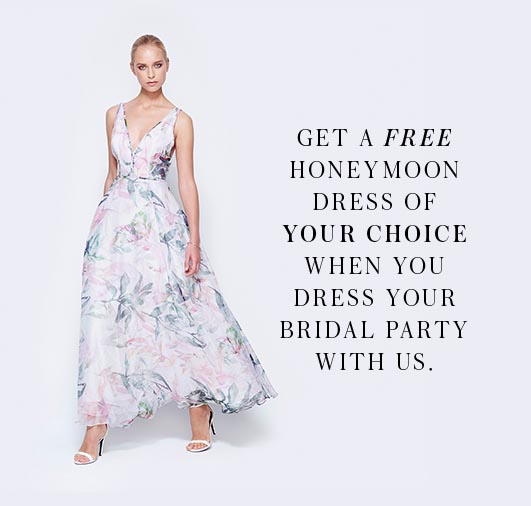 GET A FREE
HONEYMOON
DRESS OF
YOUR CHOICE
WHEN YOU
DRESS YOUR
BRIDAL PARTY
WITH US.